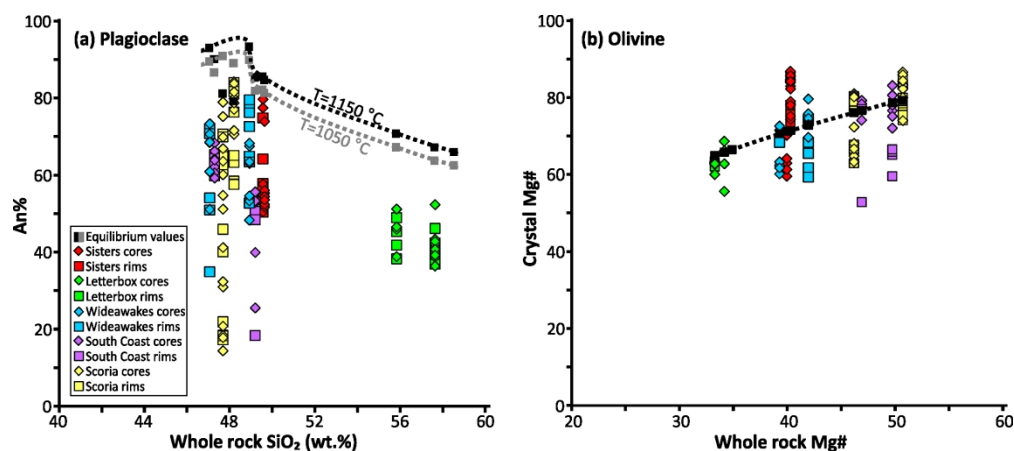 (a) Plagioclase
T=1150 °C
T=1050 °C
An%
100
80
60
40
20
0
Equilibrium values
Sisters cores
Sisters rims
Letterbox cores
Letterbox rims
Wideawakes cores
Wideawakes rims
South Coast cores
South Coast rims
Scoria cores
Scoria rims
40 44 48 52 56 60
Whole rock SiO₂ (wt.%)
(b) Olivine
Crystal Mg#
100
80
60
40
20
0
20 30 40 50 60
Whole rock Mg#